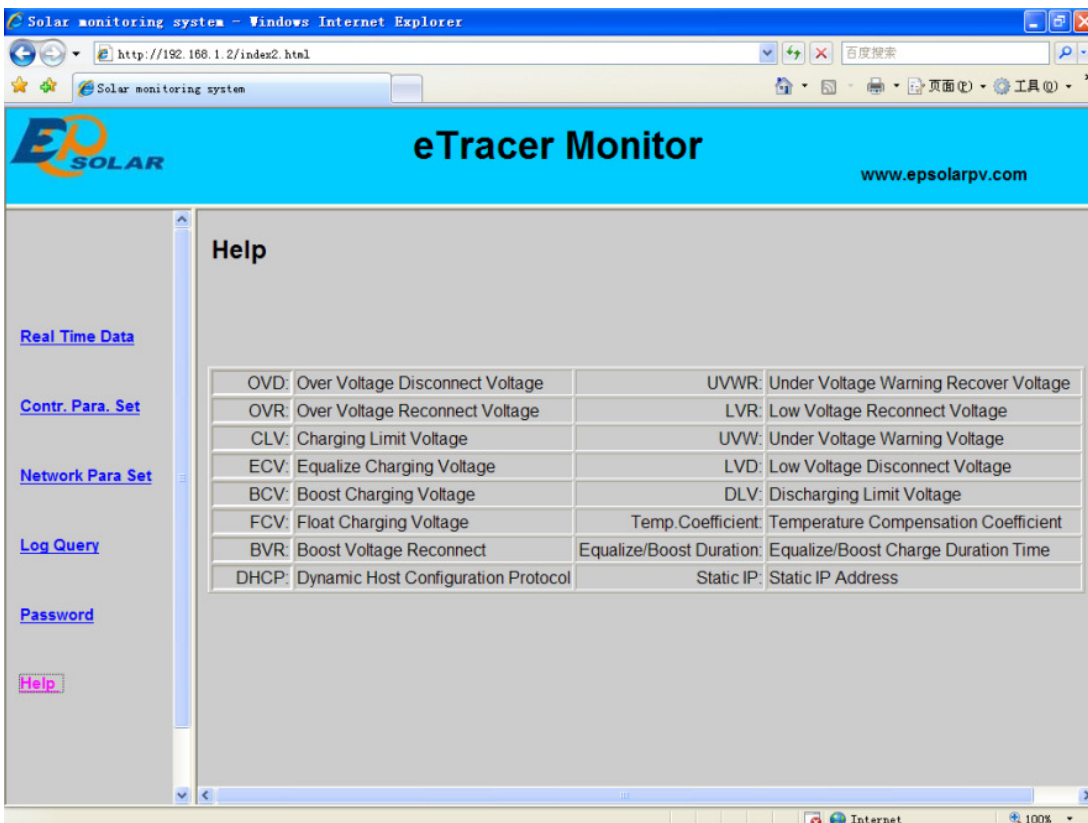 Solar monitoring system - Windows Internet Explorer
http://192.168.1.2/index2.html
百度搜索
Solar monitoring system
页面(P)
工具(O)
EP SOLAR
eTracer Monitor
www.epsolarpv.com
Real Time Data
Contr. Para. Set
Network Para Set
Log Query
Password
Help
Help
OVD: Over Voltage Disconnect Voltage UVWR: Under Voltage Warning Recover Voltage
OVR: Over Voltage Reconnect Voltage LVR: Low Voltage Reconnect Voltage
CLV: Charging Limit Voltage UVW: Under Voltage Warning Voltage
ECV: Equalize Charging Voltage LVD: Low Voltage Disconnect Voltage
BCV: Boost Charging Voltage DLV: Discharging Limit Voltage
FCV: Float Charging Voltage Temp.Coefficient: Temperature Compensation Coefficient
BVR: Boost Voltage Reconnect Equalize/Boost Duration: Equalize/Boost Charge Duration Time
DHCP: Dynamic Host Configuration Protocol Static IP: Static IP Address
Internet
100%